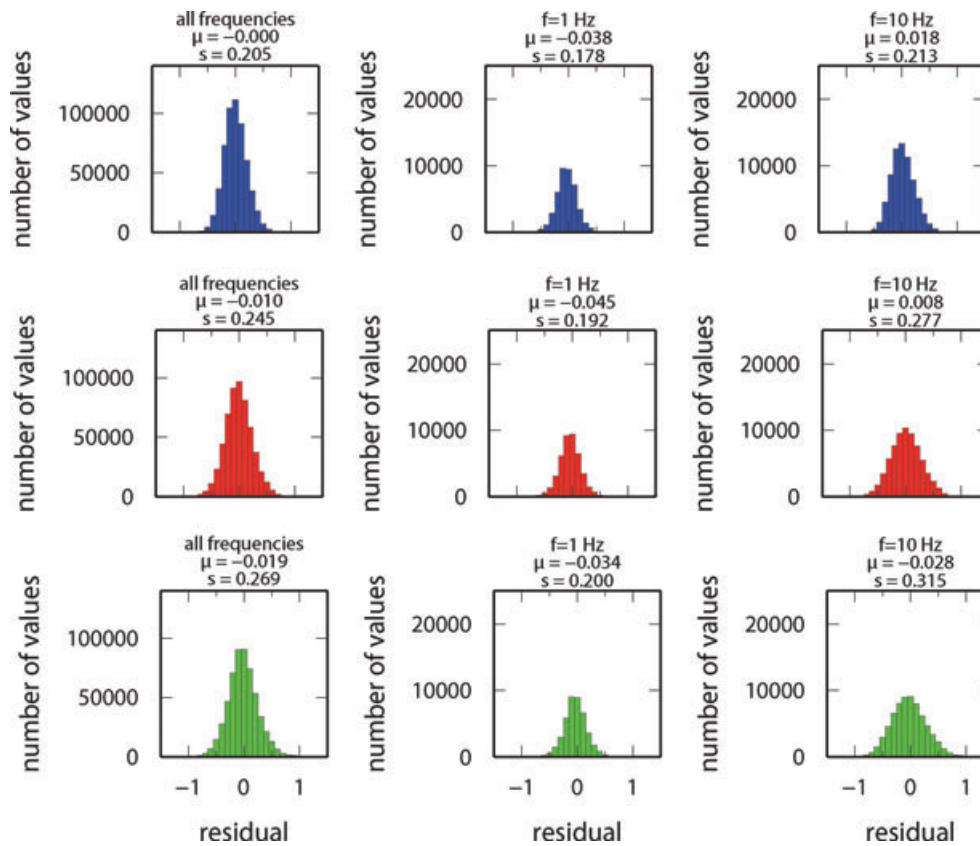 all frequencies
μ = −0.000
s = 0.205
number of values
100000
50000
0
f=1 Hz
μ = −0.038
s = 0.178
number of values
20000
10000
0
f=10 Hz
μ = 0.018
s = 0.213
number of values
20000
10000
0
all frequencies
μ = −0.010
s = 0.245
number of values
100000
50000
0
f=1 Hz
μ = −0.045
s = 0.192
number of values
20000
10000
0
f=10 Hz
μ = 0.008
s = 0.277
number of values
20000
10000
0
all frequencies
μ = −0.019
s = 0.269
number of values
100000
50000
0
−1 0 1
residual
f=1 Hz
μ = −0.034
s = 0.200
number of values
20000
10000
0
−1 0 1
residual
f=10 Hz
μ = −0.028
s = 0.315
number of values
20000
10000
0
−1 0 1
residual